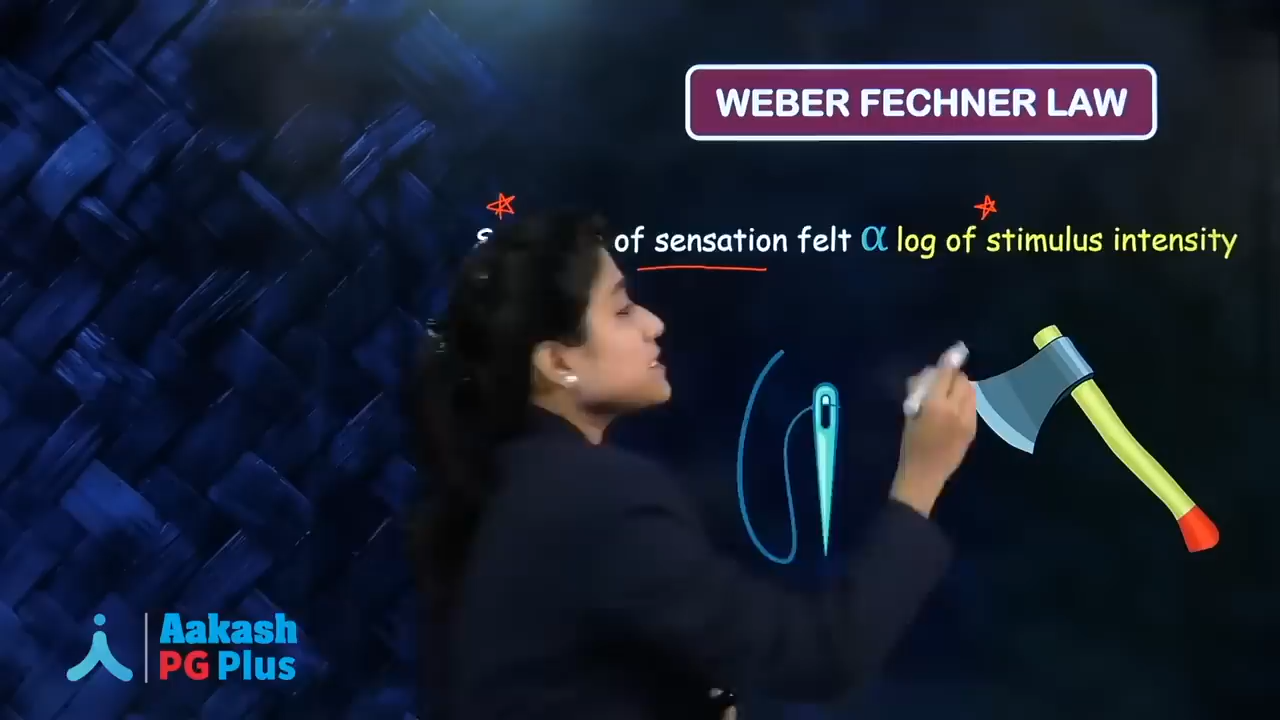 WEBER FECHNER LAW
of sensation felt α log of stimulus intensity
Aakash
PG Plus